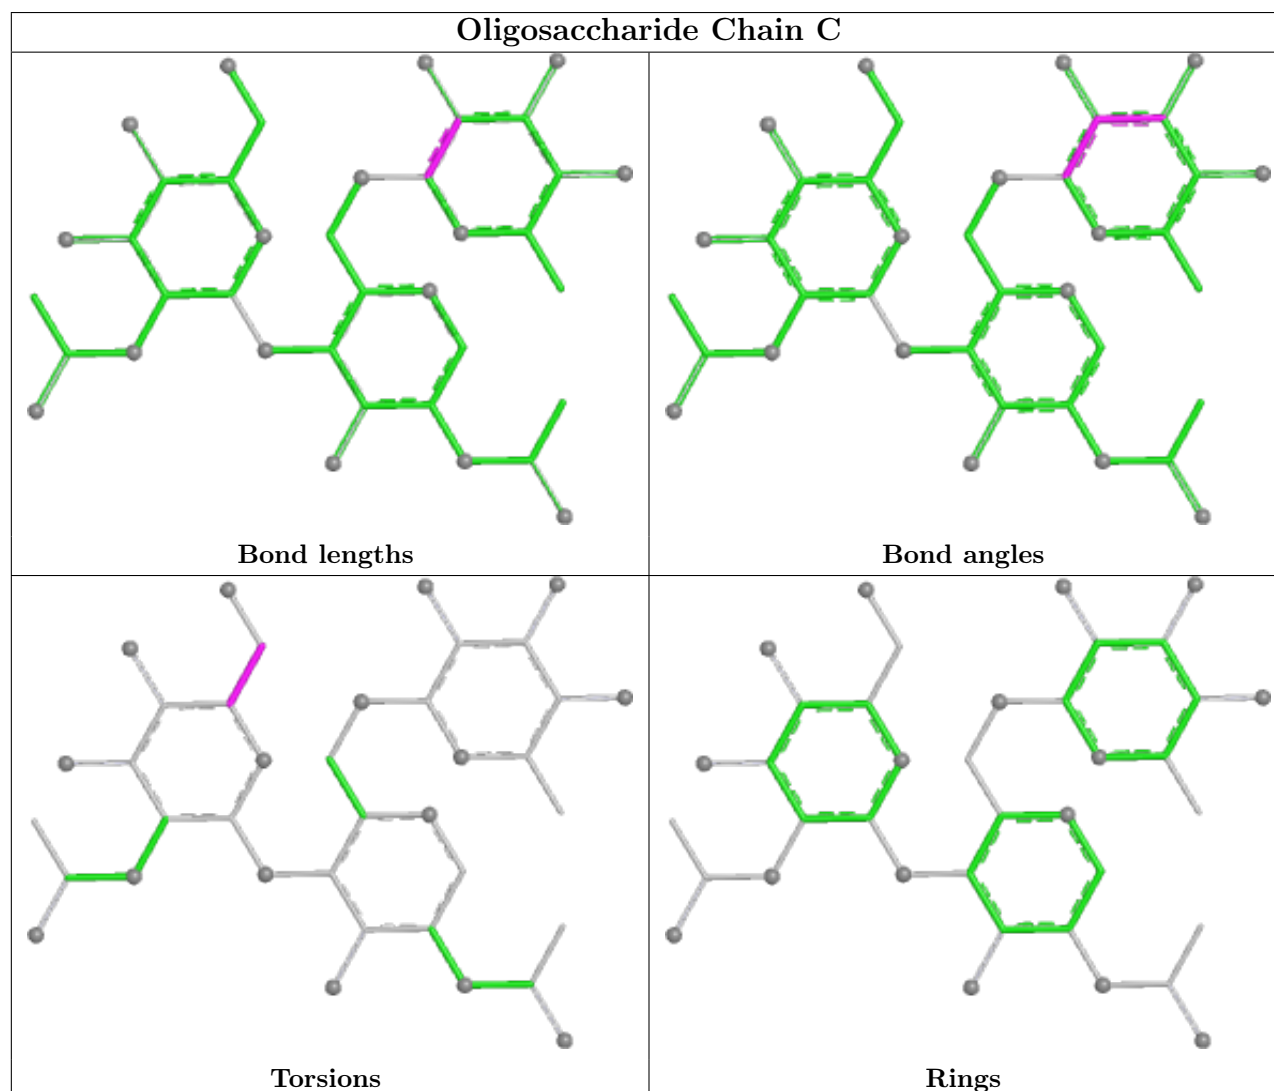 Oligosaccharide Chain C
Bond lengths
Bond angles
Torsions
Rings